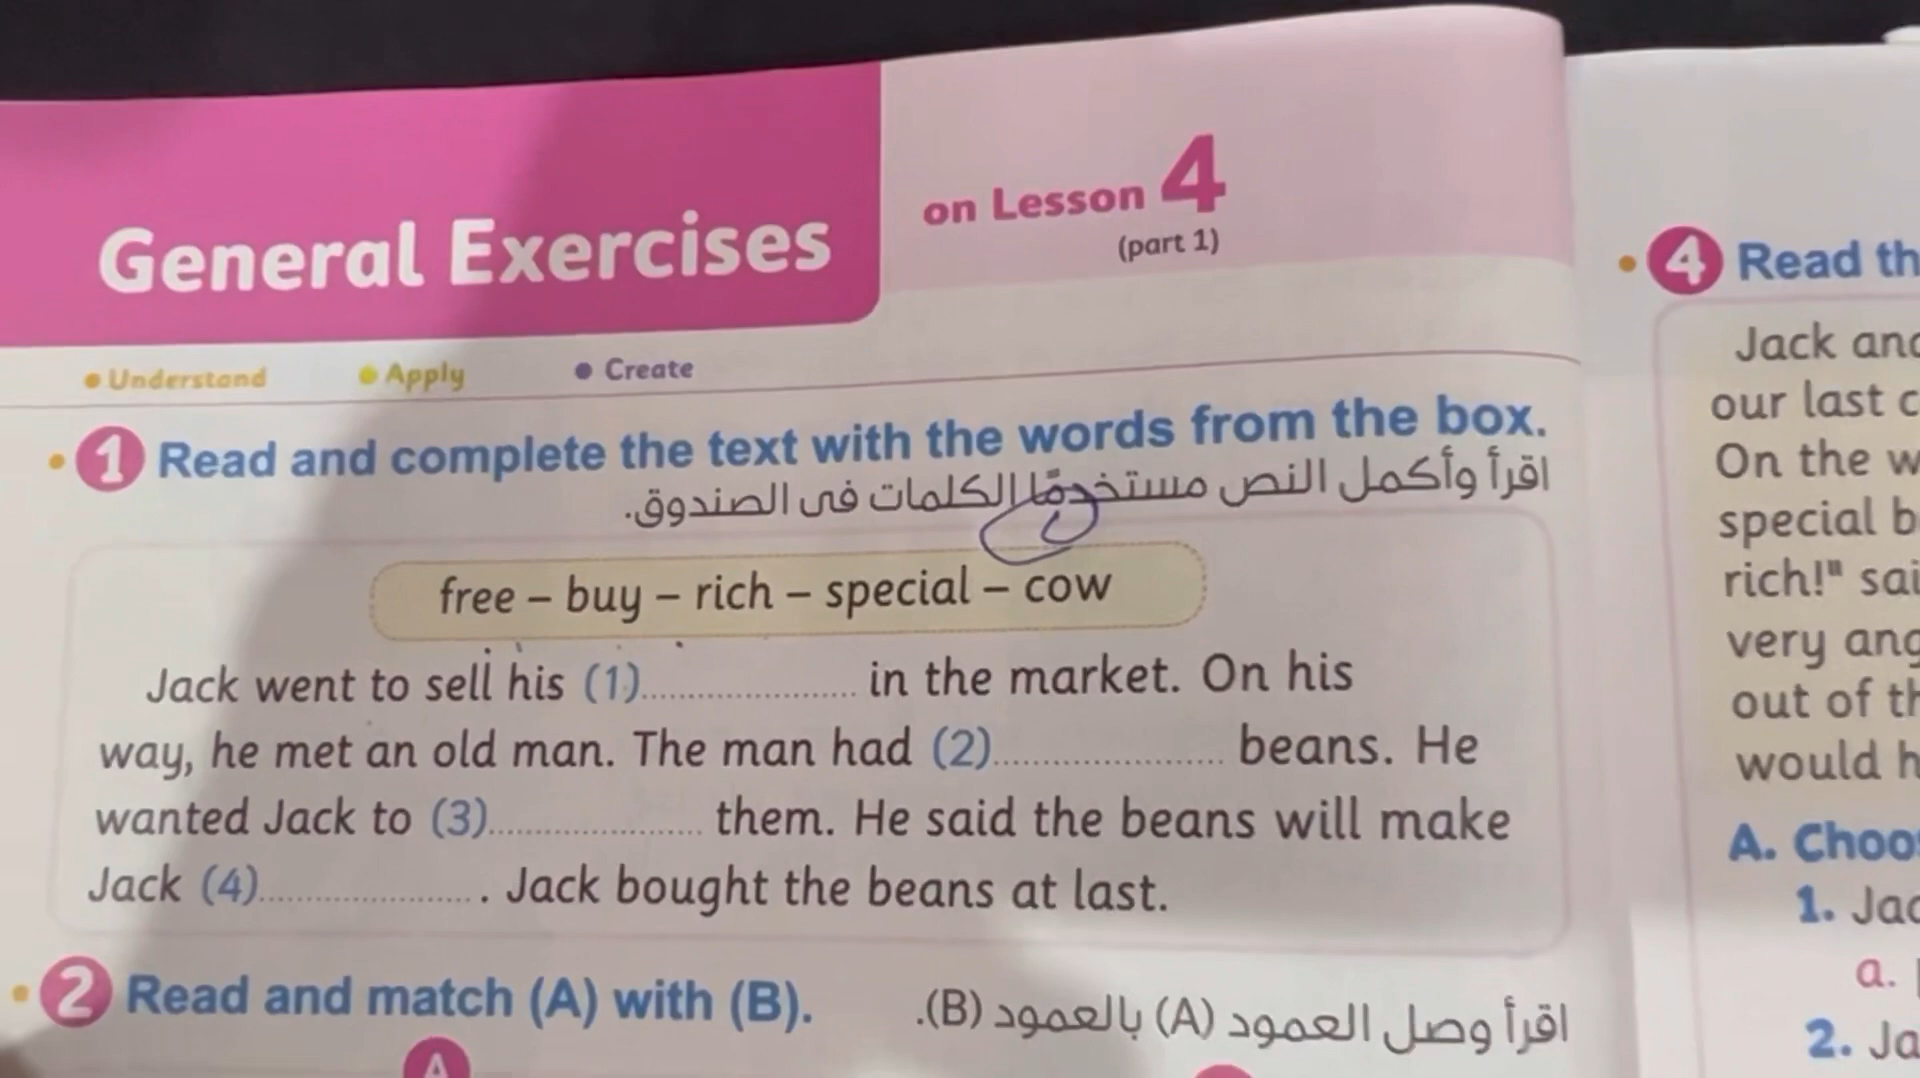 General Exercises
on Lesson 4
(part 1)
Understand
Apply
Create
1 Read and complete the text with the words from the box.
اقرأ وأكمل النص مستخدمًا الكلمات فى الصندوق.
free – buy – rich – special – cow
Jack went to sell his (1)..................... in the market. On his
way, he met an old man. The man had (2)..................... beans. He
wanted Jack to (3)..................... them. He said the beans will make
Jack (4)..................... . Jack bought the beans at last.
2 Read and match (A) with (B).
اقرأ وصل العمود (A) بالعمود (B).
A
4 Read th
Jack and
our last c
On the w
special b
rich!" sai
very ang
out of th
would h
A. Choos
1. Jac
a.
2. Ja